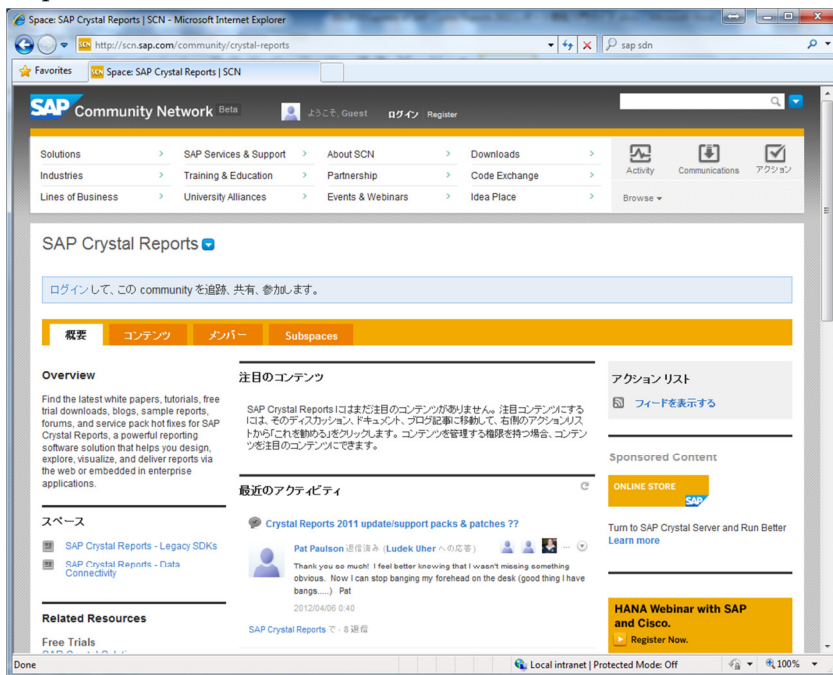 Space: SAP Crystal Reports | SCN - Microsoft Internet Explorer
http://scn.sap.com/community/crystal-reports
sap sdn
Favorites
Space: SAP Crystal Reports | SCN
SAP Community Network Beta
ようこそ, Guest ログイン Register
Solutions
SAP Services & Support
About SCN
Downloads
Industries
Training & Education
Partnership
Code Exchange
Lines of Business
University Alliances
Events & Webinars
Idea Place
Activity
Communications
アクション
Browse
SAP Crystal Reports
ログインして、この community を追跡、共有、参加します。
概要
コンテンツ
メンバー
Subspaces
Overview
Find the latest white papers, tutorials, free
trial downloads, blogs, sample reports,
forums, and service pack hot fixes for SAP
Crystal Reports, a powerful reporting
software solution that helps you design,
explore, visualize, and deliver reports via
the web or embedded in enterprise
applications.
スペース
SAP Crystal Reports - Legacy SDKs
SAP Crystal Reports - Data
Connectivity
Related Resources
Free Trials
注目のコンテンツ
SAP Crystal Reports にはまだ注目のコンテンツがありません。注目コンテンツにする
には、そのディスカッション、ドキュメント、ブログ記事に移動して、右側のアクションリス
トから「これを勧める」をクリックします。コンテンツを管理する権限を持つ場合、コンテン
ツを注目のコンテンツにできます。
最近のアクティビティ
Crystal Reports 2011 update/support packs & patches ??
Pat Paulson 返信済み (Ludek Uher への応答)
Thank you so much! I feel better knowing that I wasn't missing something
obvious. Now I can stop banging my forehead on the desk (good thing I have
bangs.....) Pat
2012/04/06 0:40
SAP Crystal Reports で - 8 返信
アクション リスト
フィードを表示する
Sponsored Content
ONLINE STORE
SAP
Turn to SAP Crystal Server and Run Better
Learn more
HANA Webinar with SAP
and Cisco.
Register Now.
Done
Local intranet | Protected Mode: Off
100%